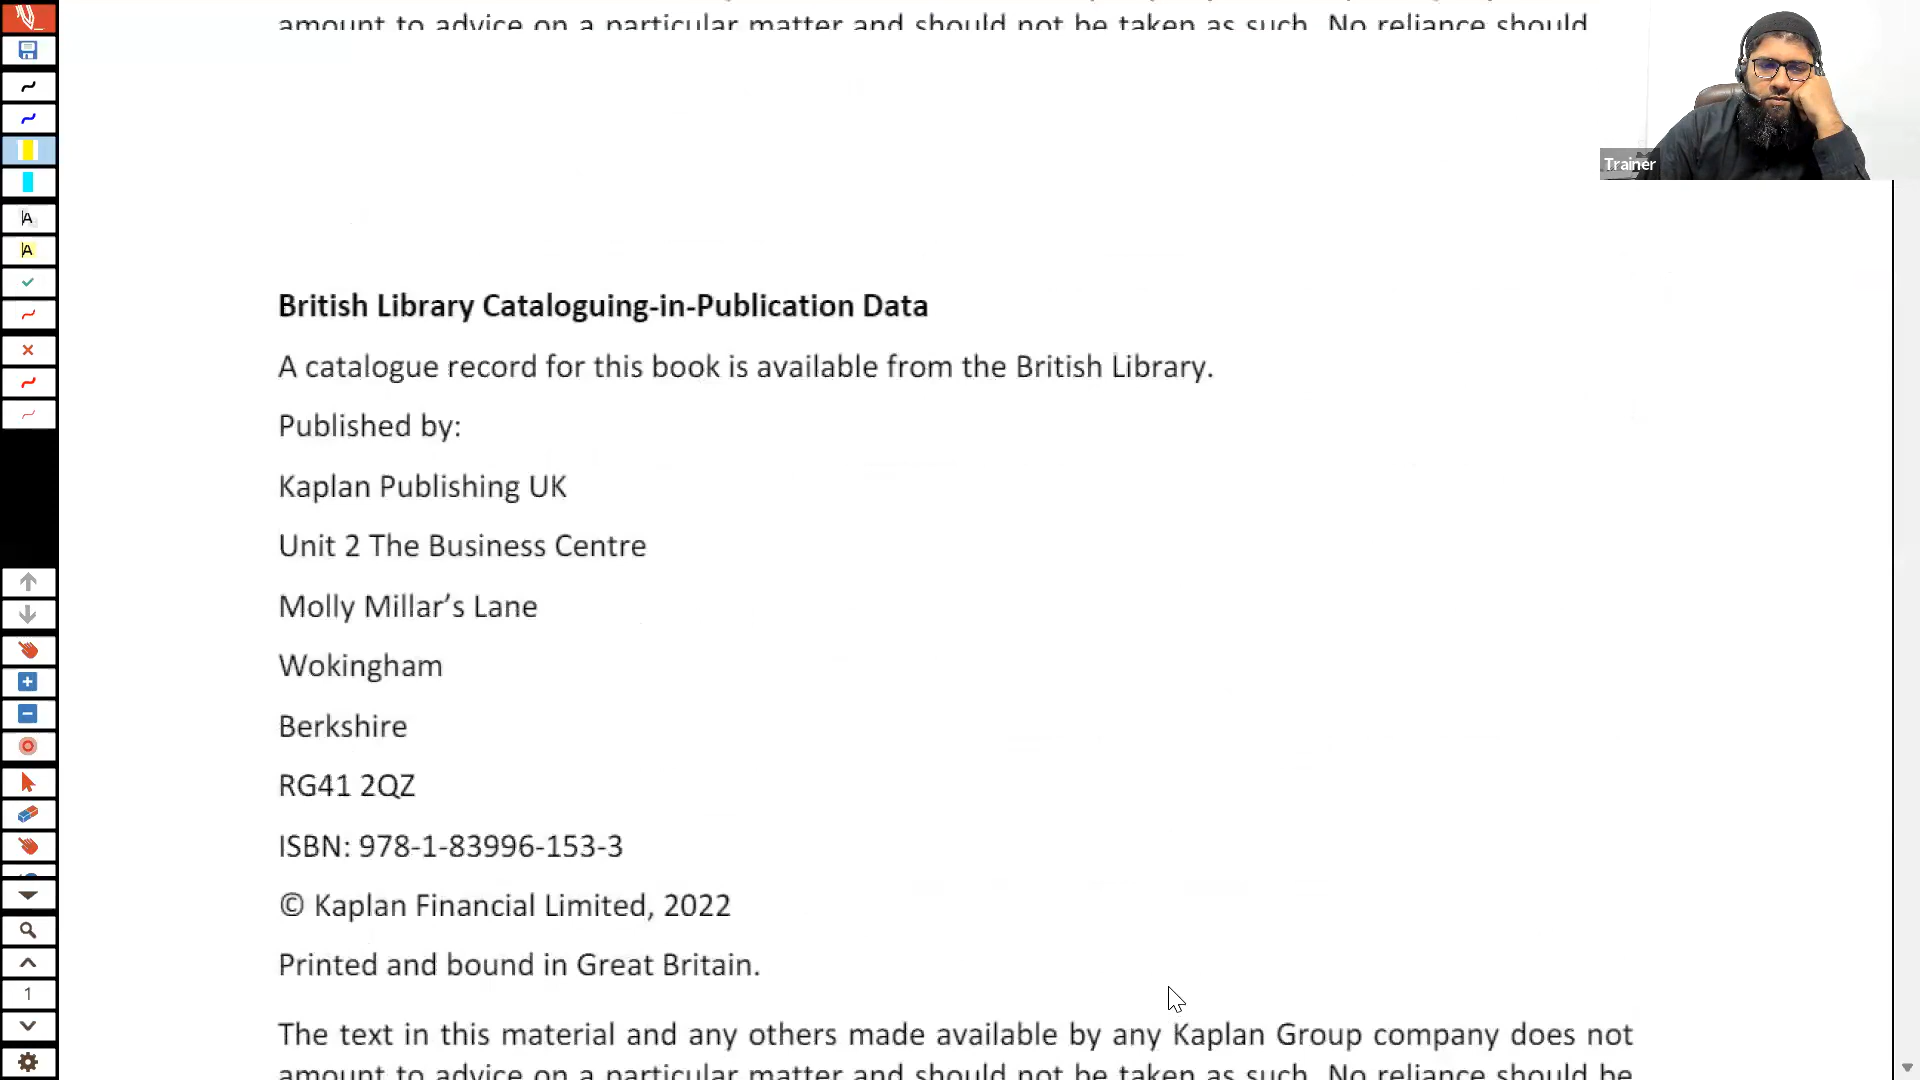 amount to advice on a particular matter and should not be taken as such. No reliance should
Trainer
British Library Cataloguing-in-Publication Data
A catalogue record for this book is available from the British Library.
Published by:
Kaplan Publishing UK
Unit 2 The Business Centre
Molly Millar’s Lane
Wokingham
Berkshire
RG41 2QZ
ISBN: 978-1-83996-153-3
© Kaplan Financial Limited, 2022
Printed and bound in Great Britain.
The text in this material and any others made available by any Kaplan Group company does not
amount to advice on a particular matter and should not be taken as such. No reliance should be
A
A
1